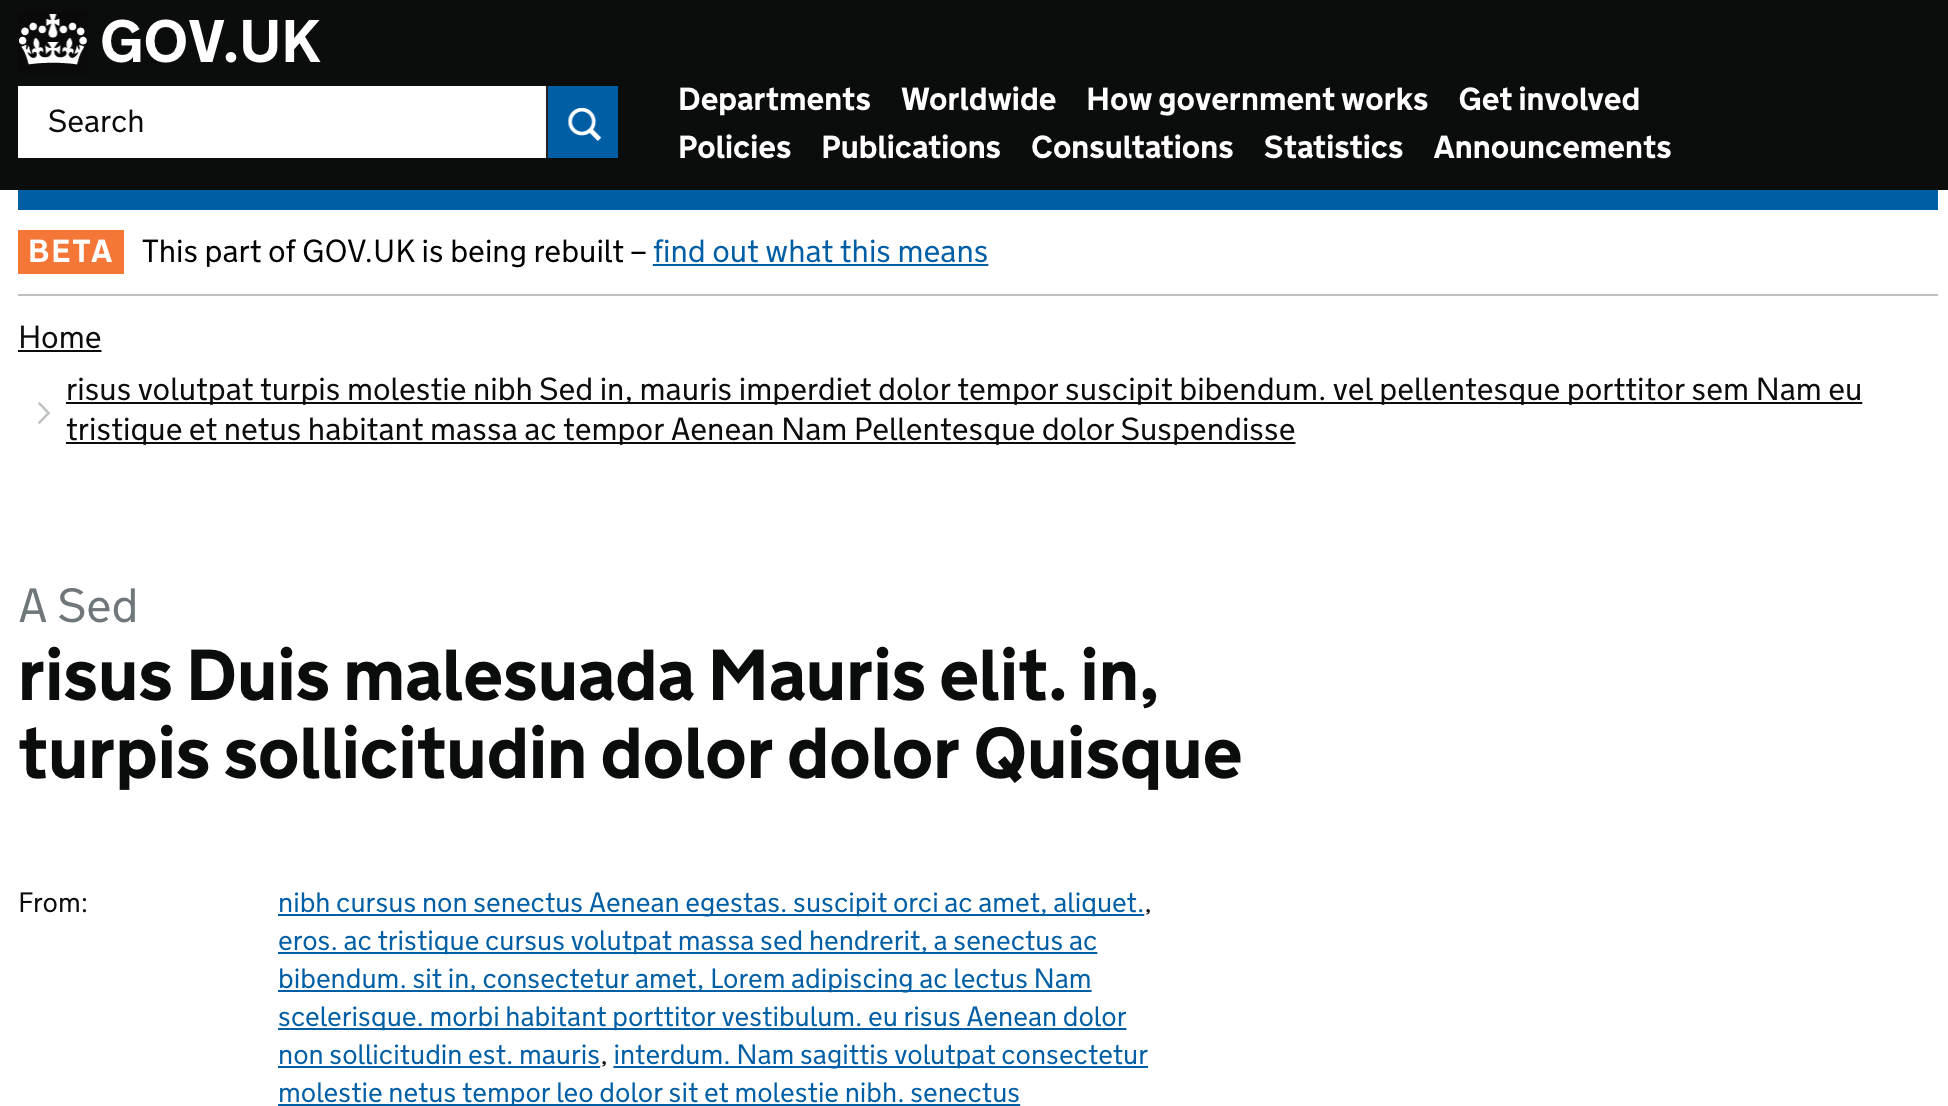 GOV.UK
Search
Departments Worldwide How government works Get involved
Policies Publications Consultations Statistics Announcements
BETA This part of GOV.UK is being rebuilt – find out what this means
Home
risus volutpat turpis molestie nibh Sed in, mauris imperdiet dolor tempor suscipit bibendum. vel pellentesque porttitor sem Nam eu
tristique et netus habitant massa ac tempor Aenean Nam Pellentesque dolor Suspendisse
A Sed
risus Duis malesuada Mauris elit. in,
turpis sollicitudin dolor dolor Quisque
From:
nibh cursus non senectus Aenean egestas. suscipit orci ac amet, aliquet.,
eros. ac tristique cursus volutpat massa sed hendrerit, a senectus ac
bibendum. sit in, consectetur amet, Lorem adipiscing ac lectus Nam
scelerisque. morbi habitant porttitor vestibulum. eu risus Aenean dolor
non sollicitudin est. mauris, interdum. Nam sagittis volutpat consectetur
molestie netus tempor leo dolor sit et molestie nibh. senectus